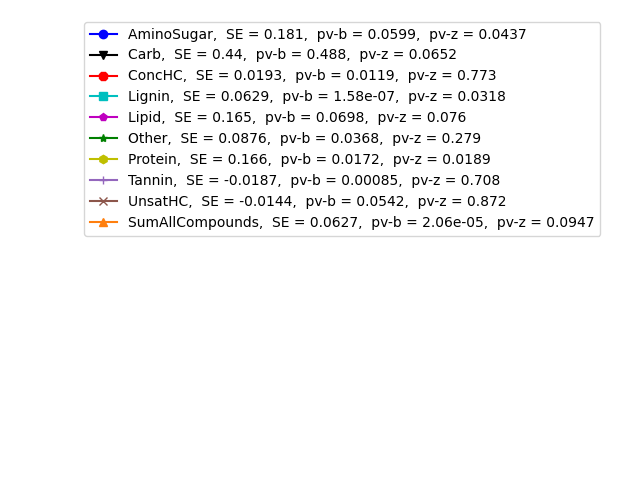 AminoSugar,  SE = 0.181,  pv-b = 0.0599,  pv-z = 0.0437
Carb,  SE = 0.44,  pv-b = 0.488,  pv-z = 0.0652
ConcHC,  SE = 0.0193,  pv-b = 0.0119,  pv-z = 0.773
Lignin,  SE = 0.0629,  pv-b = 1.58e-07,  pv-z = 0.0318
Lipid,  SE = 0.165,  pv-b = 0.0698,  pv-z = 0.076
Other,  SE = 0.0876,  pv-b = 0.0368,  pv-z = 0.279
Protein,  SE = 0.166,  pv-b = 0.0172,  pv-z = 0.0189
Tannin,  SE = -0.0187,  pv-b = 0.00085,  pv-z = 0.708
UnsatHC,  SE = -0.0144,  pv-b = 0.0542,  pv-z = 0.872
SumAllCompounds,  SE = 0.0627,  pv-b = 2.06e-05,  pv-z = 0.0947